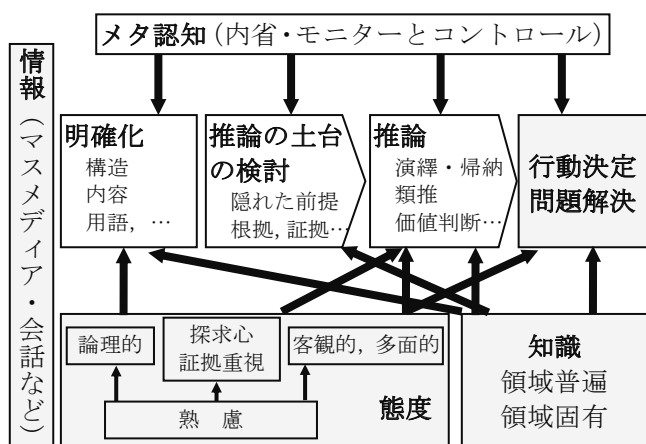 メタ認知(内省・モニターとコントロール)
情報(マスメディア・会話など)
明確化
構造
内容
用語, …
推論の土台
の検討
隠れた前提
根拠, 証拠…
推論
演繹・帰納
類推
価値判断…
行動決定
問題解決
論理的
探求心
証拠重視
客観的, 多面的
熟 慮
態度
知識
領域普遍
領域固有